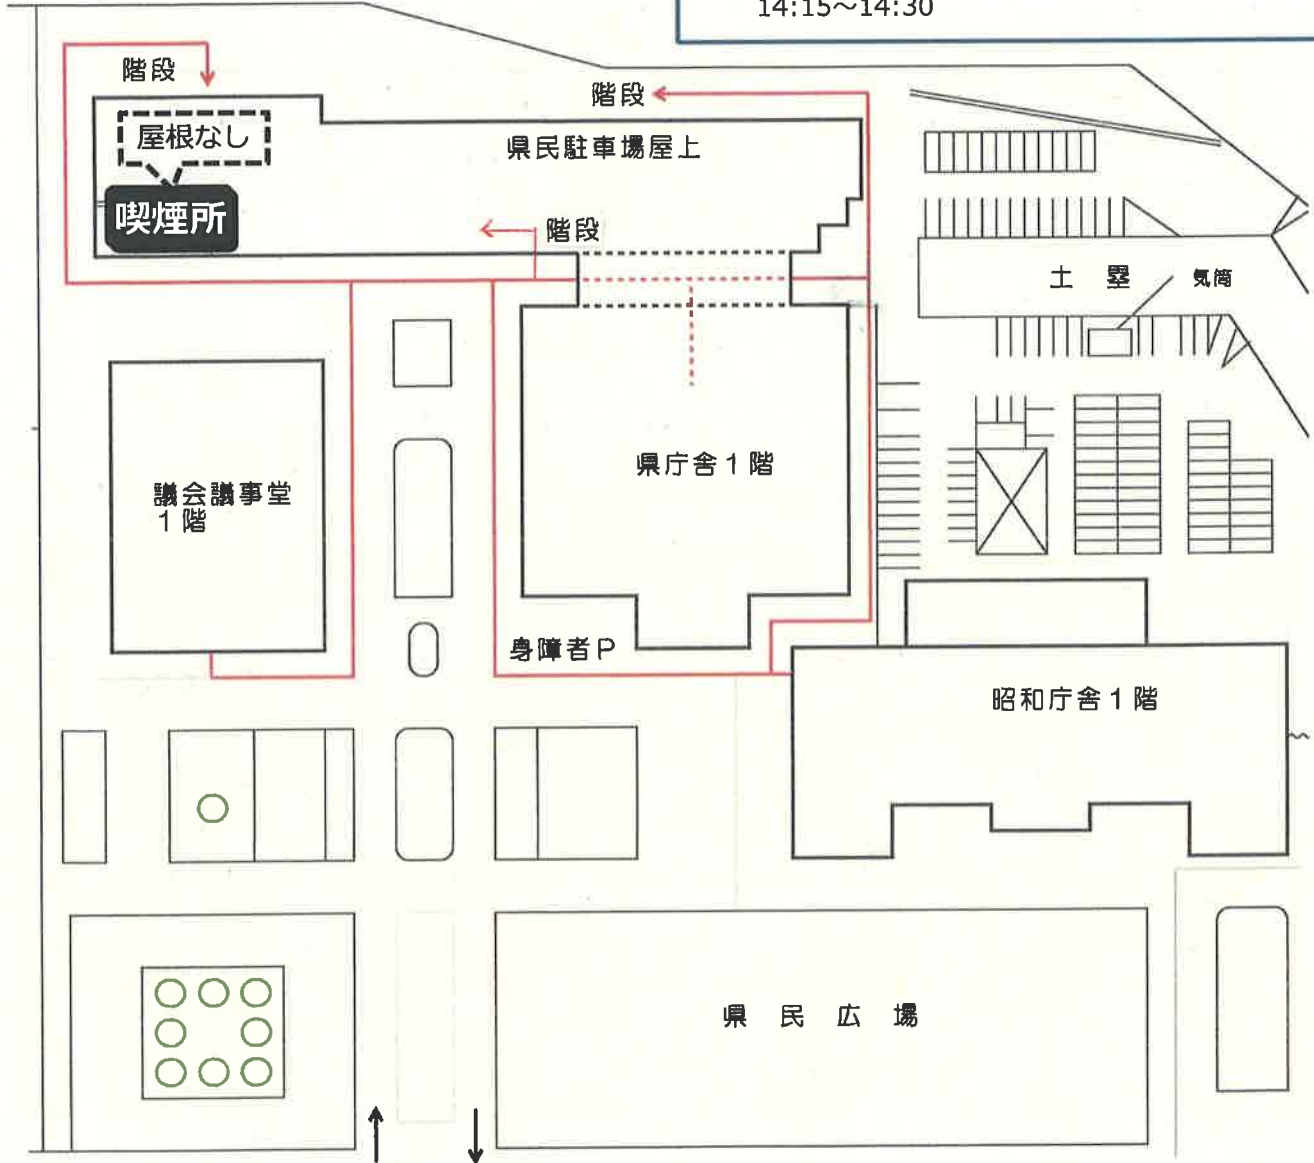 14:15～14:30
階段
階段
屋根なし
県民駐車場屋上
喫煙所
階段
土塁
気筒
県庁舎1階
議会議事堂
1階
身障者P
昭和庁舎1階
県民広場